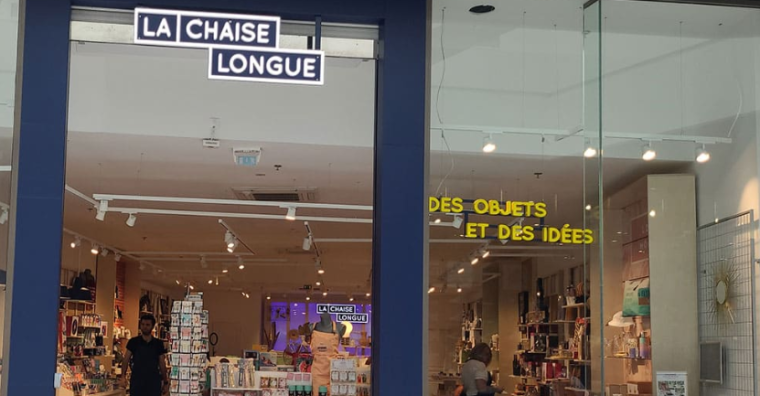 LA CHAISE
LONGUE
DES OBJETS
ET DES IDÉES
LA CHAISE
LONGUE